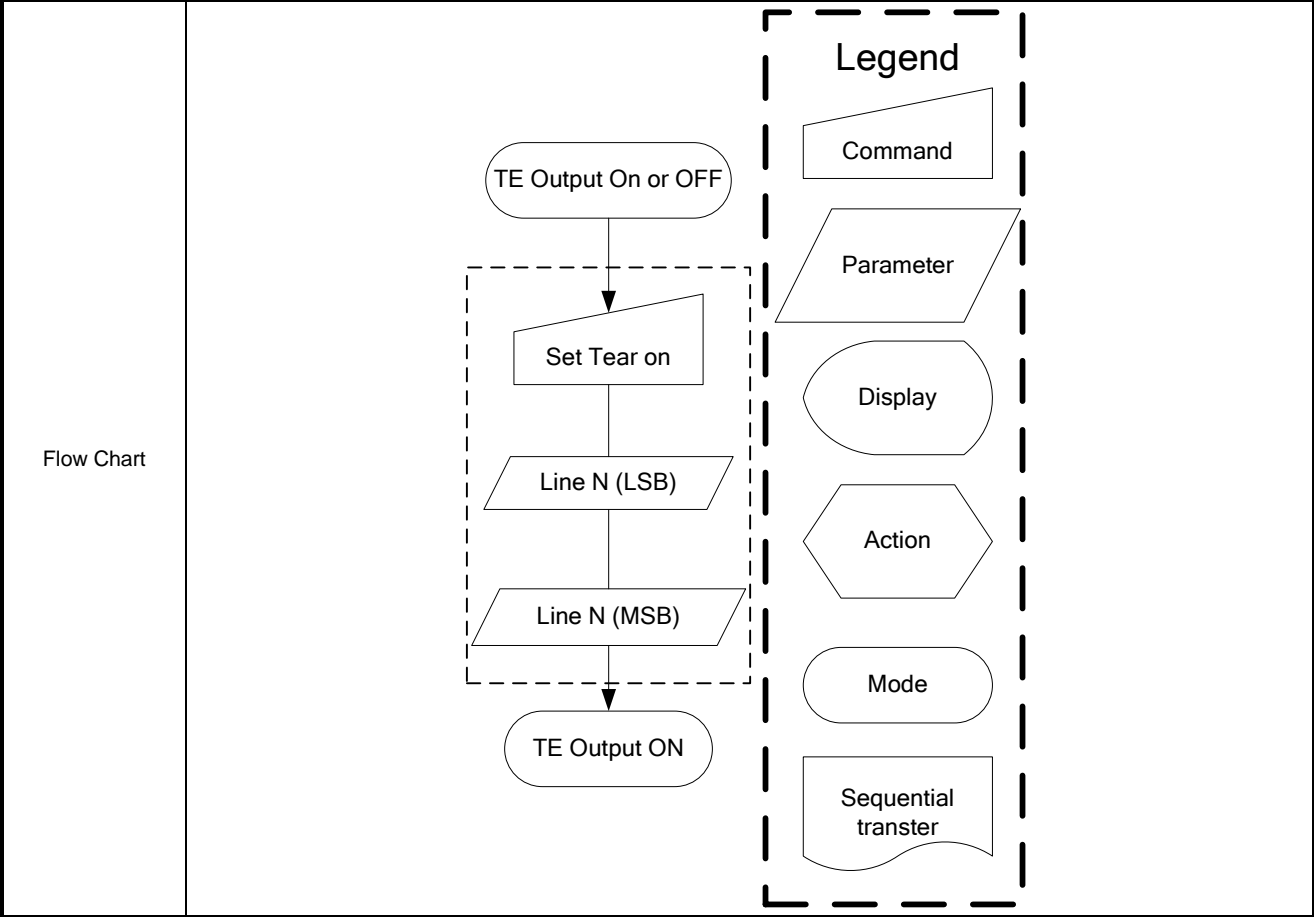 Flow Chart
TE Output On or OFF
Set Tear on
Line N (LSB)
Line N (MSB)
TE Output ON
Legend
Command
Parameter
Display
Action
Mode
Sequential
transter